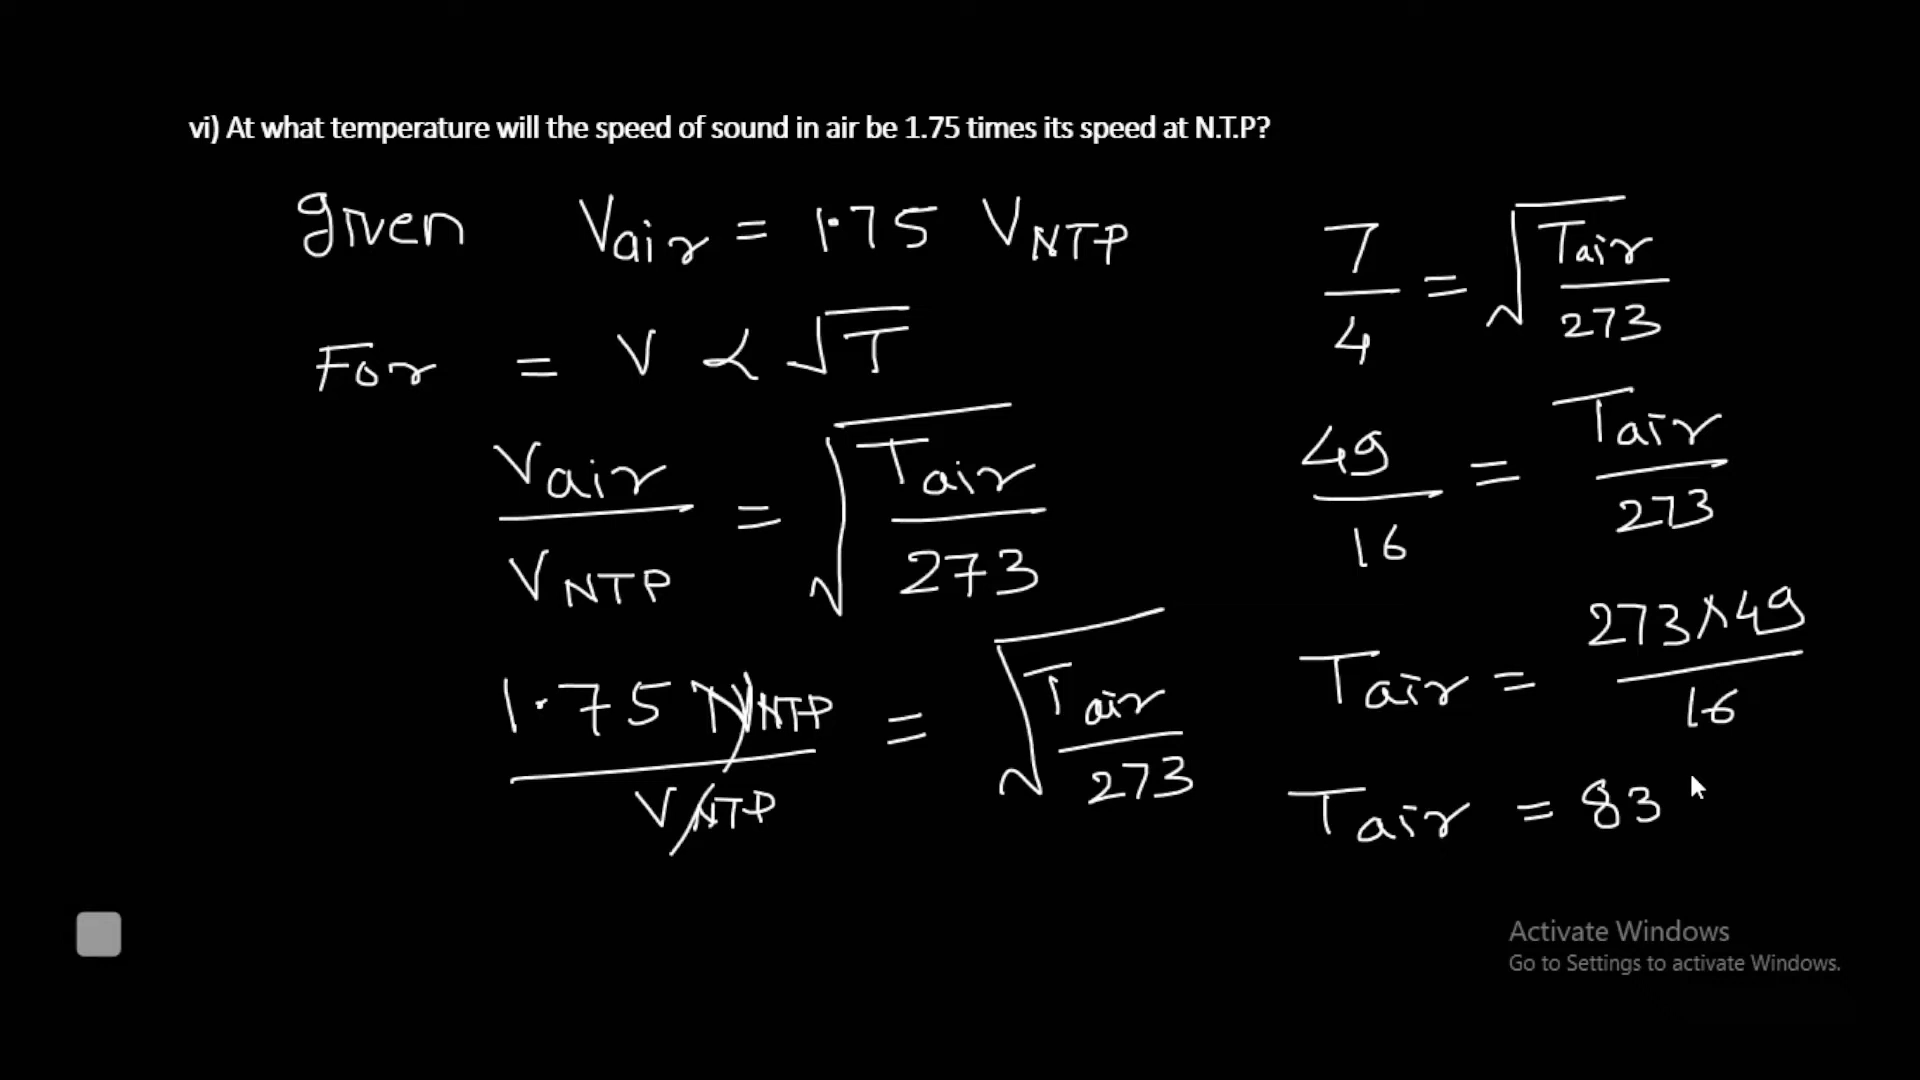 vi) At what temperature will the speed of sound in air be 1.75 times its speed at N.T.P?
given Vair = 1.75 VNTP
For = V ∝ √T
Vair / VNTP = √(Tair / 273)
1.75 VNTP / VNTP = √(Tair / 273)
7/4 = √(Tair / 273)
49/16 = Tair / 273
Tair = 273×49 / 16
Tair = 83
Activate Windows
Go to Settings to activate Windows.